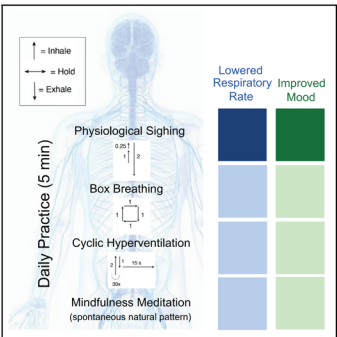 = Inhale
= Hold
= Exhale
Lowered
Respiratory
Rate
Improved
Mood
Daily Practice (5 min)
Physiological Sighing
0.25
1
2
Box Breathing
1
1
1
1
Cyclic Hyperventilation
2
1
15 s
30x
Mindfulness Meditation
(spontaneous natural pattern)